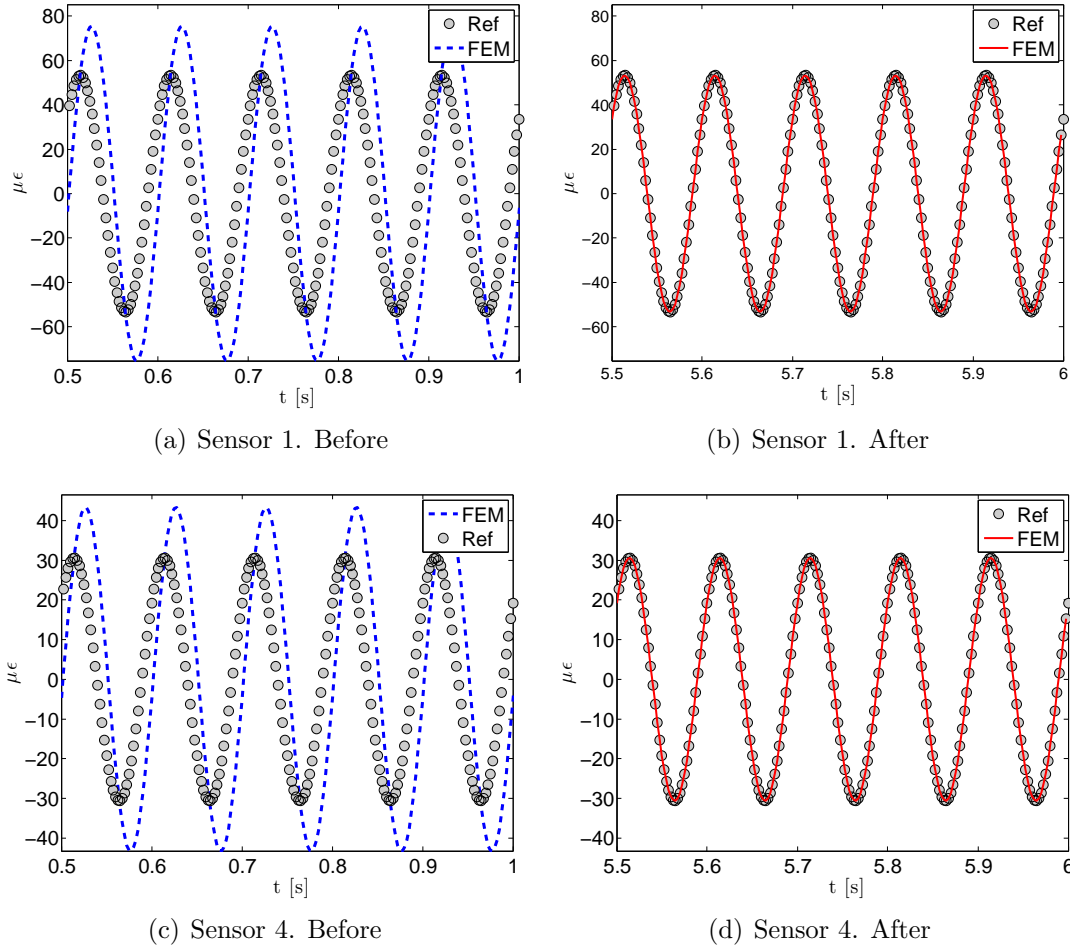 80
60
40
20
0
−20
−40
−60
με
0.5 0.6 0.7 0.8 0.9 1
t [s]
Ref
FEM
(a) Sensor 1. Before
80
60
40
20
0
−20
−40
−60
με
5.5 5.6 5.7 5.8 5.9 6
t [s]
Ref
FEM
(b) Sensor 1. After
40
30
20
10
0
−10
−20
−30
−40
με
0.5 0.6 0.7 0.8 0.9 1
t [s]
FEM
Ref
(c) Sensor 4. Before
40
30
20
10
0
−10
−20
−30
−40
με
5.5 5.6 5.7 5.8 5.9 6
t [s]
Ref
FEM
(d) Sensor 4. After